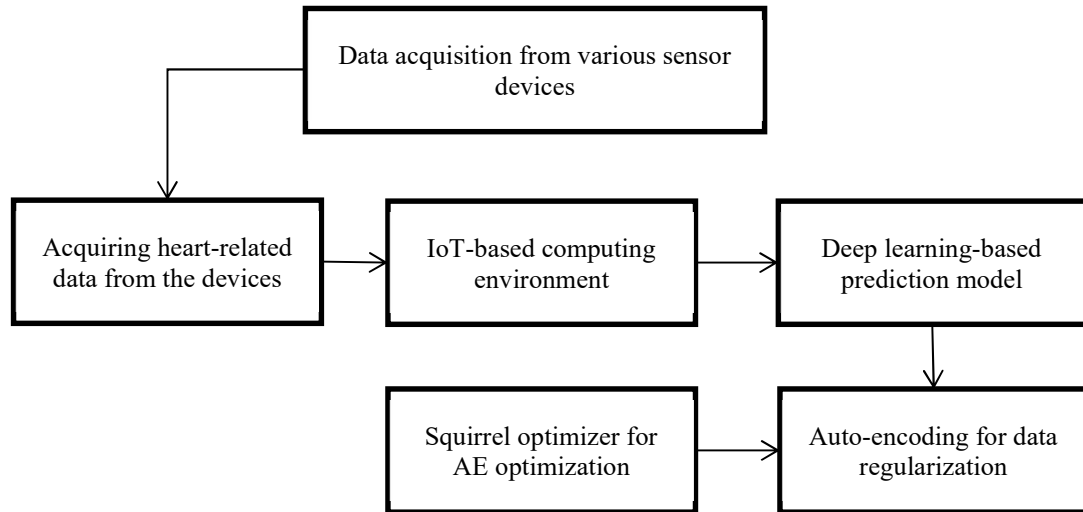 Data acquisition from various sensor
devices
Acquiring heart-related
data from the devices
IoT-based computing
environment
Deep learning-based
prediction model
Squirrel optimizer for
AE optimization
Auto-encoding for data
regularization